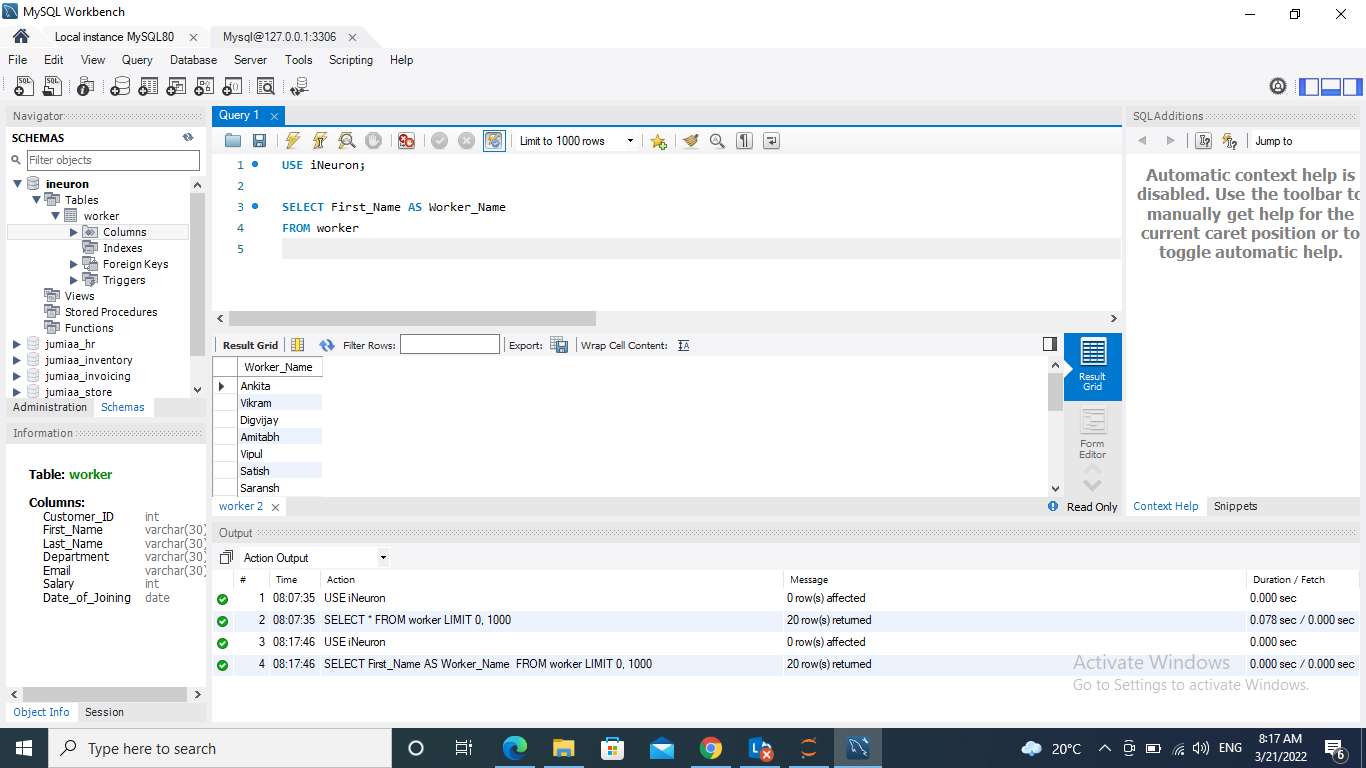 MySQL Workbench
Local instance MySQL80
Mysql@127.0.0.1:3306
File Edit View Query Database Server Tools Scripting Help
Navigator
SCHEMAS
Filter objects
ineuron
Tables
worker
Columns
Indexes
Foreign Keys
Triggers
Views
Stored Procedures
Functions
jumiaa_hr
jumiaa_inventory
jumiaa_invoicing
jumiaa_store
Administration Schemas
Information
Table: worker
Columns:
Customer_ID int
First_Name varchar(30)
Last_Name varchar(30)
Department varchar(30)
Email varchar(30)
Salary int
Date_of_Joining date
Object Info Session
Query 1
Limit to 1000 rows
1 USE iNeuron;
2
3 SELECT First_Name AS Worker_Name
4 FROM worker
5
Result Grid Filter Rows: Export: Wrap Cell Content:
Worker_Name
Ankita
Vikram
Digvijay
Amitabh
Vipul
Satish
Saransh
Result
Grid
Form
Editor
worker 2
Read Only
SQLAdditions
Jump to
Automatic context help is
disabled. Use the toolbar to
manually get help for the
current caret position or to
toggle automatic help.
Context Help Snippets
Output
Action Output
# Time Action Message Duration / Fetch
1 08:07:35 USE iNeuron 0 row(s) affected 0.000 sec
2 08:07:35 SELECT * FROM worker LIMIT 0, 1000 20 row(s) returned 0.078 sec / 0.000 sec
3 08:17:46 USE iNeuron 0 row(s) affected 0.000 sec
4 08:17:46 SELECT First_Name AS Worker_Name FROM worker LIMIT 0, 1000 20 row(s) returned 0.000 sec / 0.000 sec
Activate Windows
Go to Settings to activate Windows.
Type here to search
20°C
ENG
8:17 AM
3/21/2022
6